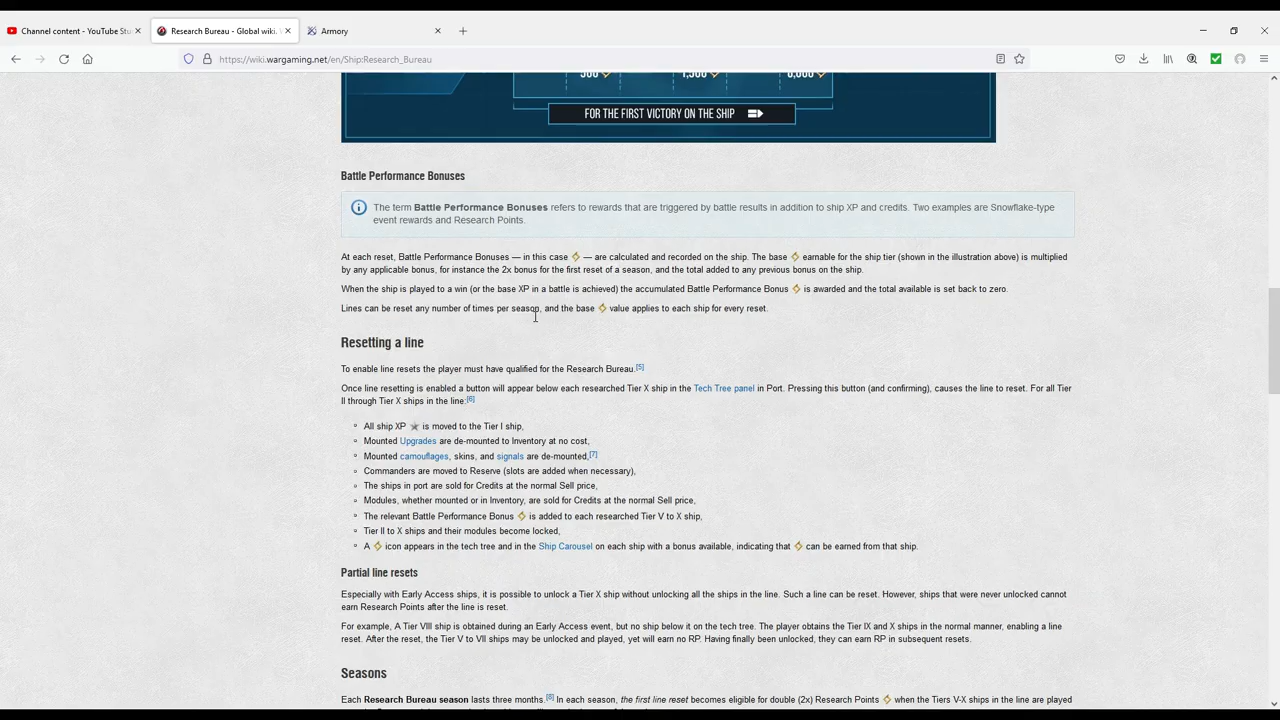 Channel content - YouTube Stu
Research Bureau - Global wiki.
Armory
https://wiki.wargaming.net/en/Ship:Research_Bureau
500 1,500 6,000
FOR THE FIRST VICTORY ON THE SHIP
Battle Performance Bonuses
The term Battle Performance Bonuses refers to rewards that are triggered by battle results in addition to ship XP and credits. Two examples are Snowflake-type
event rewards and Research Points.
At each reset, Battle Performance Bonuses — in this case — are calculated and recorded on the ship. The base earnable for the ship tier (shown in the illustration above) is multiplied
by any applicable bonus, for instance the 2x bonus for the first reset of a season, and the total added to any previous bonus on the ship.
When the ship is played to a win (or the base XP in a battle is achieved) the accumulated Battle Performance Bonus is awarded and the total available is set back to zero.
Lines can be reset any number of times per season, and the base value applies to each ship for every reset.
Resetting a line
To enable line resets the player must have qualified for the Research Bureau.[5]
Once line resetting is enabled a button will appear below each researched Tier X ship in the Tech Tree panel in Port. Pressing this button (and confirming), causes the line to reset. For all Tier
II through Tier X ships in the line:[6]
All ship XP is moved to the Tier I ship,
Mounted Upgrades are de-mounted to Inventory at no cost,
Mounted camouflages, skins, and signals are de-mounted,[7]
Commanders are moved to Reserve (slots are added when necessary),
The ships in port are sold for Credits at the normal Sell price,
Modules, whether mounted or in Inventory, are sold for Credits at the normal Sell price,
The relevant Battle Performance Bonus is added to each researched Tier V to X ship,
Tier II to X ships and their modules become locked,
A icon appears in the tech tree and in the Ship Carousel on each ship with a bonus available, indicating that can be earned from that ship.
Partial line resets
Especially with Early Access ships, it is possible to unlock a Tier X ship without unlocking all the ships in the line. Such a line can be reset. However, ships that were never unlocked cannot
earn Research Points after the line is reset.
For example, A Tier VIII ship is obtained during an Early Access event, but no ship below it on the tech tree. The player obtains the Tier IX and X ships in the normal manner, enabling a line
reset. After the reset, the Tier V to VII ships may be unlocked and played, yet will earn no RP. Having finally been unlocked, they can earn RP in subsequent resets.
Seasons
Each Research Bureau season lasts three months.[8] In each season, the first line reset becomes eligible for double (2x) Research Points when the Tiers V-X ships in the line are played